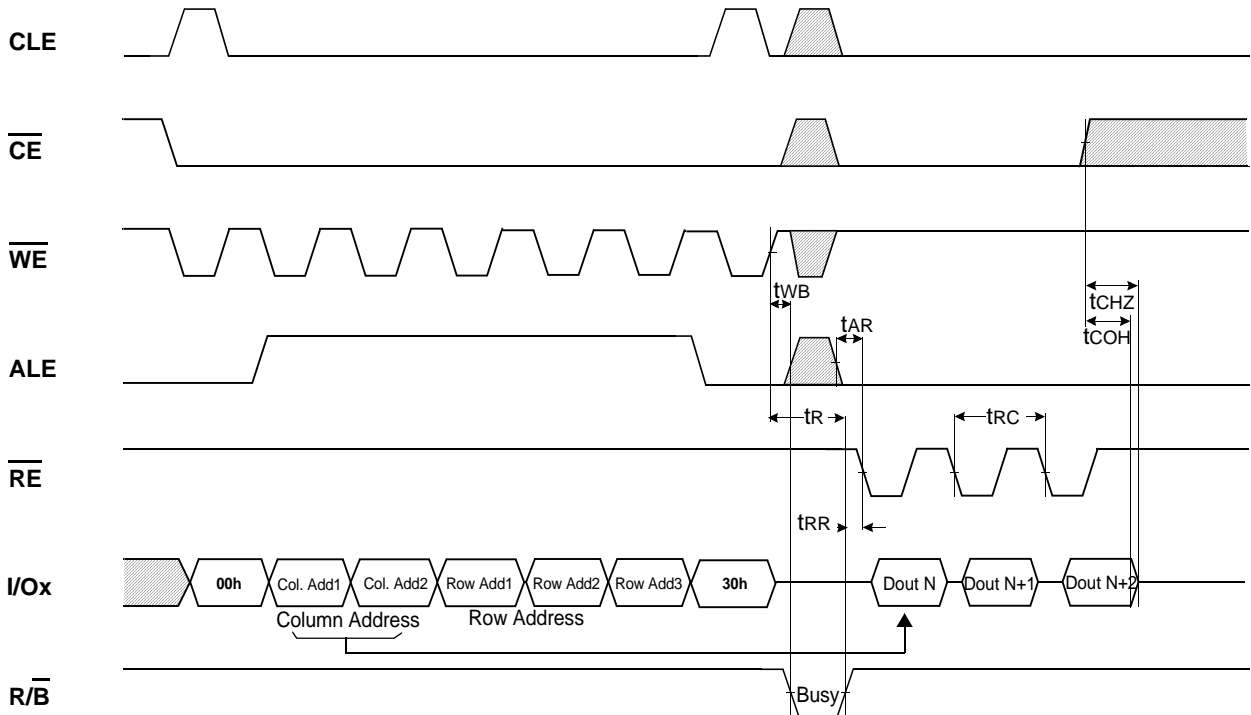 CLE
CE
WE
tWB
tCHZ
tAR
tCOH
ALE
tR
tRC
RE
tRR
I/Ox
00h
Col. Add1
Col. Add2
Row Add1
Row Add2
Row Add3
30h
Dout N
Dout N+1
Dout N+2
Column Address
Row Address
R/B
Busy